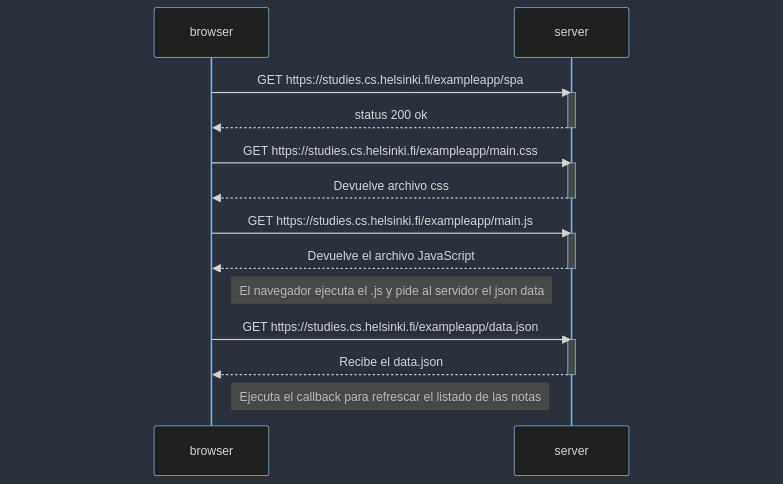 browser
server
GET https://studies.cs.helsinki.fi/exampleapp/spa
status 200 ok
GET https://studies.cs.helsinki.fi/exampleapp/main.css
Devuelve archivo css
GET https://studies.cs.helsinki.fi/exampleapp/main.js
Devuelve el archivo JavaScript
El navegador ejecuta el .js y pide al servidor el json data
GET https://studies.cs.helsinki.fi/exampleapp/data.json
Recibe el data.json
Ejecuta el callback para refrescar el listado de las notas
browser
server